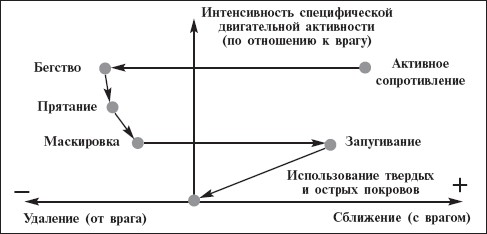 Интенсивность специфической
двигательной активности
(по отношению к врагу)
Бегство
Активное
сопротивление
Прятание
Маскировка
Запугивание
Использование твердых
и острых покровов
–
+
Удаление (от врага)
Сближение (с врагом)